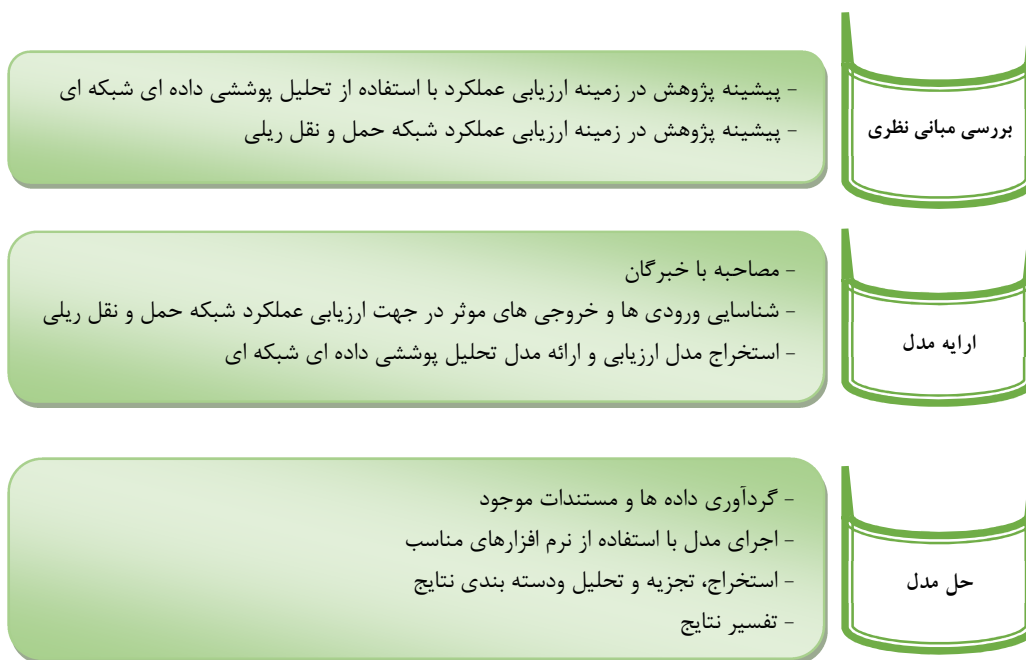 بررسی مبانی نظری
- پیشینه پژوهش در زمینه ارزیابی عملکرد با استفاده از تحلیل پوششی داده ای شبکه ای
- پیشینه پژوهش در زمینه ارزیابی عملکرد شبکه حمل و نقل ریلی
ارایه مدل
- مصاحبه با خبرگان
- شناسایی ورودی ها و خروجی های موثر در جهت ارزیابی عملکرد شبکه حمل و نقل ریلی
- استخراج مدل ارزیابی و ارائه مدل تحلیل پوششی داده ای شبکه ای
حل مدل
- گردآوری داده ها و مستندات موجود
- اجرای مدل با استفاده از نرم افزارهای مناسب
- استخراج، تجزیه و تحلیل ودسته بندی نتایج
- تفسیر نتایج